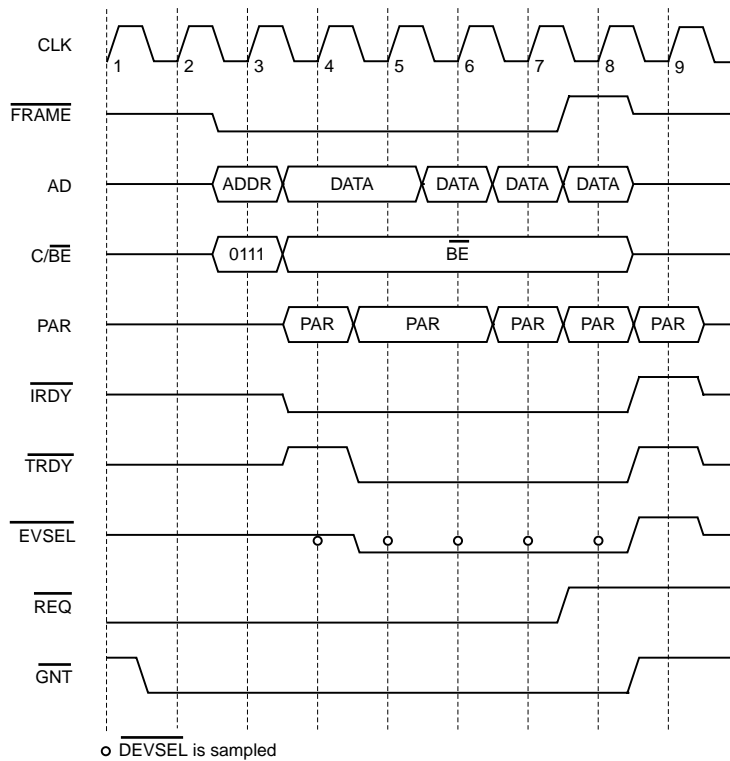 CLK
1 2 3 4 5 6 7 8 9
FRAME
AD ADDR DATA DATA DATA DATA
C/BE 0111 BE
PAR PAR PAR PAR PAR PAR
IRDY
TRDY
EVSEL
REQ
GNT
DEVSEL is sampled